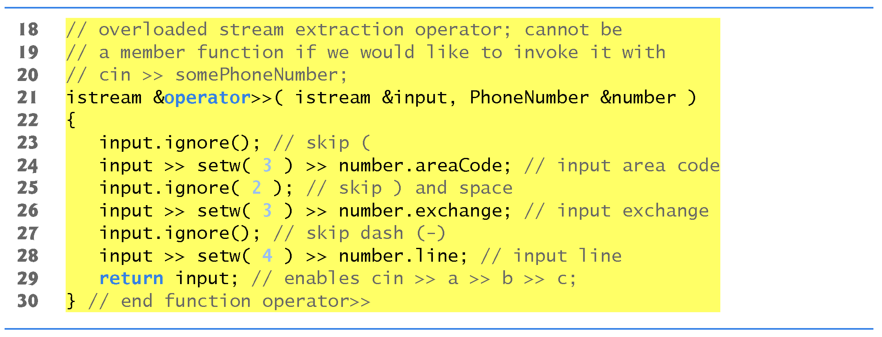 18 // overloaded stream extraction operator; cannot be
19 // a member function if we would like to invoke it with
20 // cin >> somePhoneNumber;
21 istream &operator>>( istream &input, PhoneNumber &number )
22 {
23 input.ignore(); // skip (
24 input >> setw( 3 ) >> number.areaCode; // input area code
25 input.ignore( 2 ); // skip ) and space
26 input >> setw( 3 ) >> number.exchange; // input exchange
27 input.ignore(); // skip dash (-)
28 input >> setw( 4 ) >> number.line; // input line
29 return input; // enables cin >> a >> b >> c;
30 } // end function operator>>